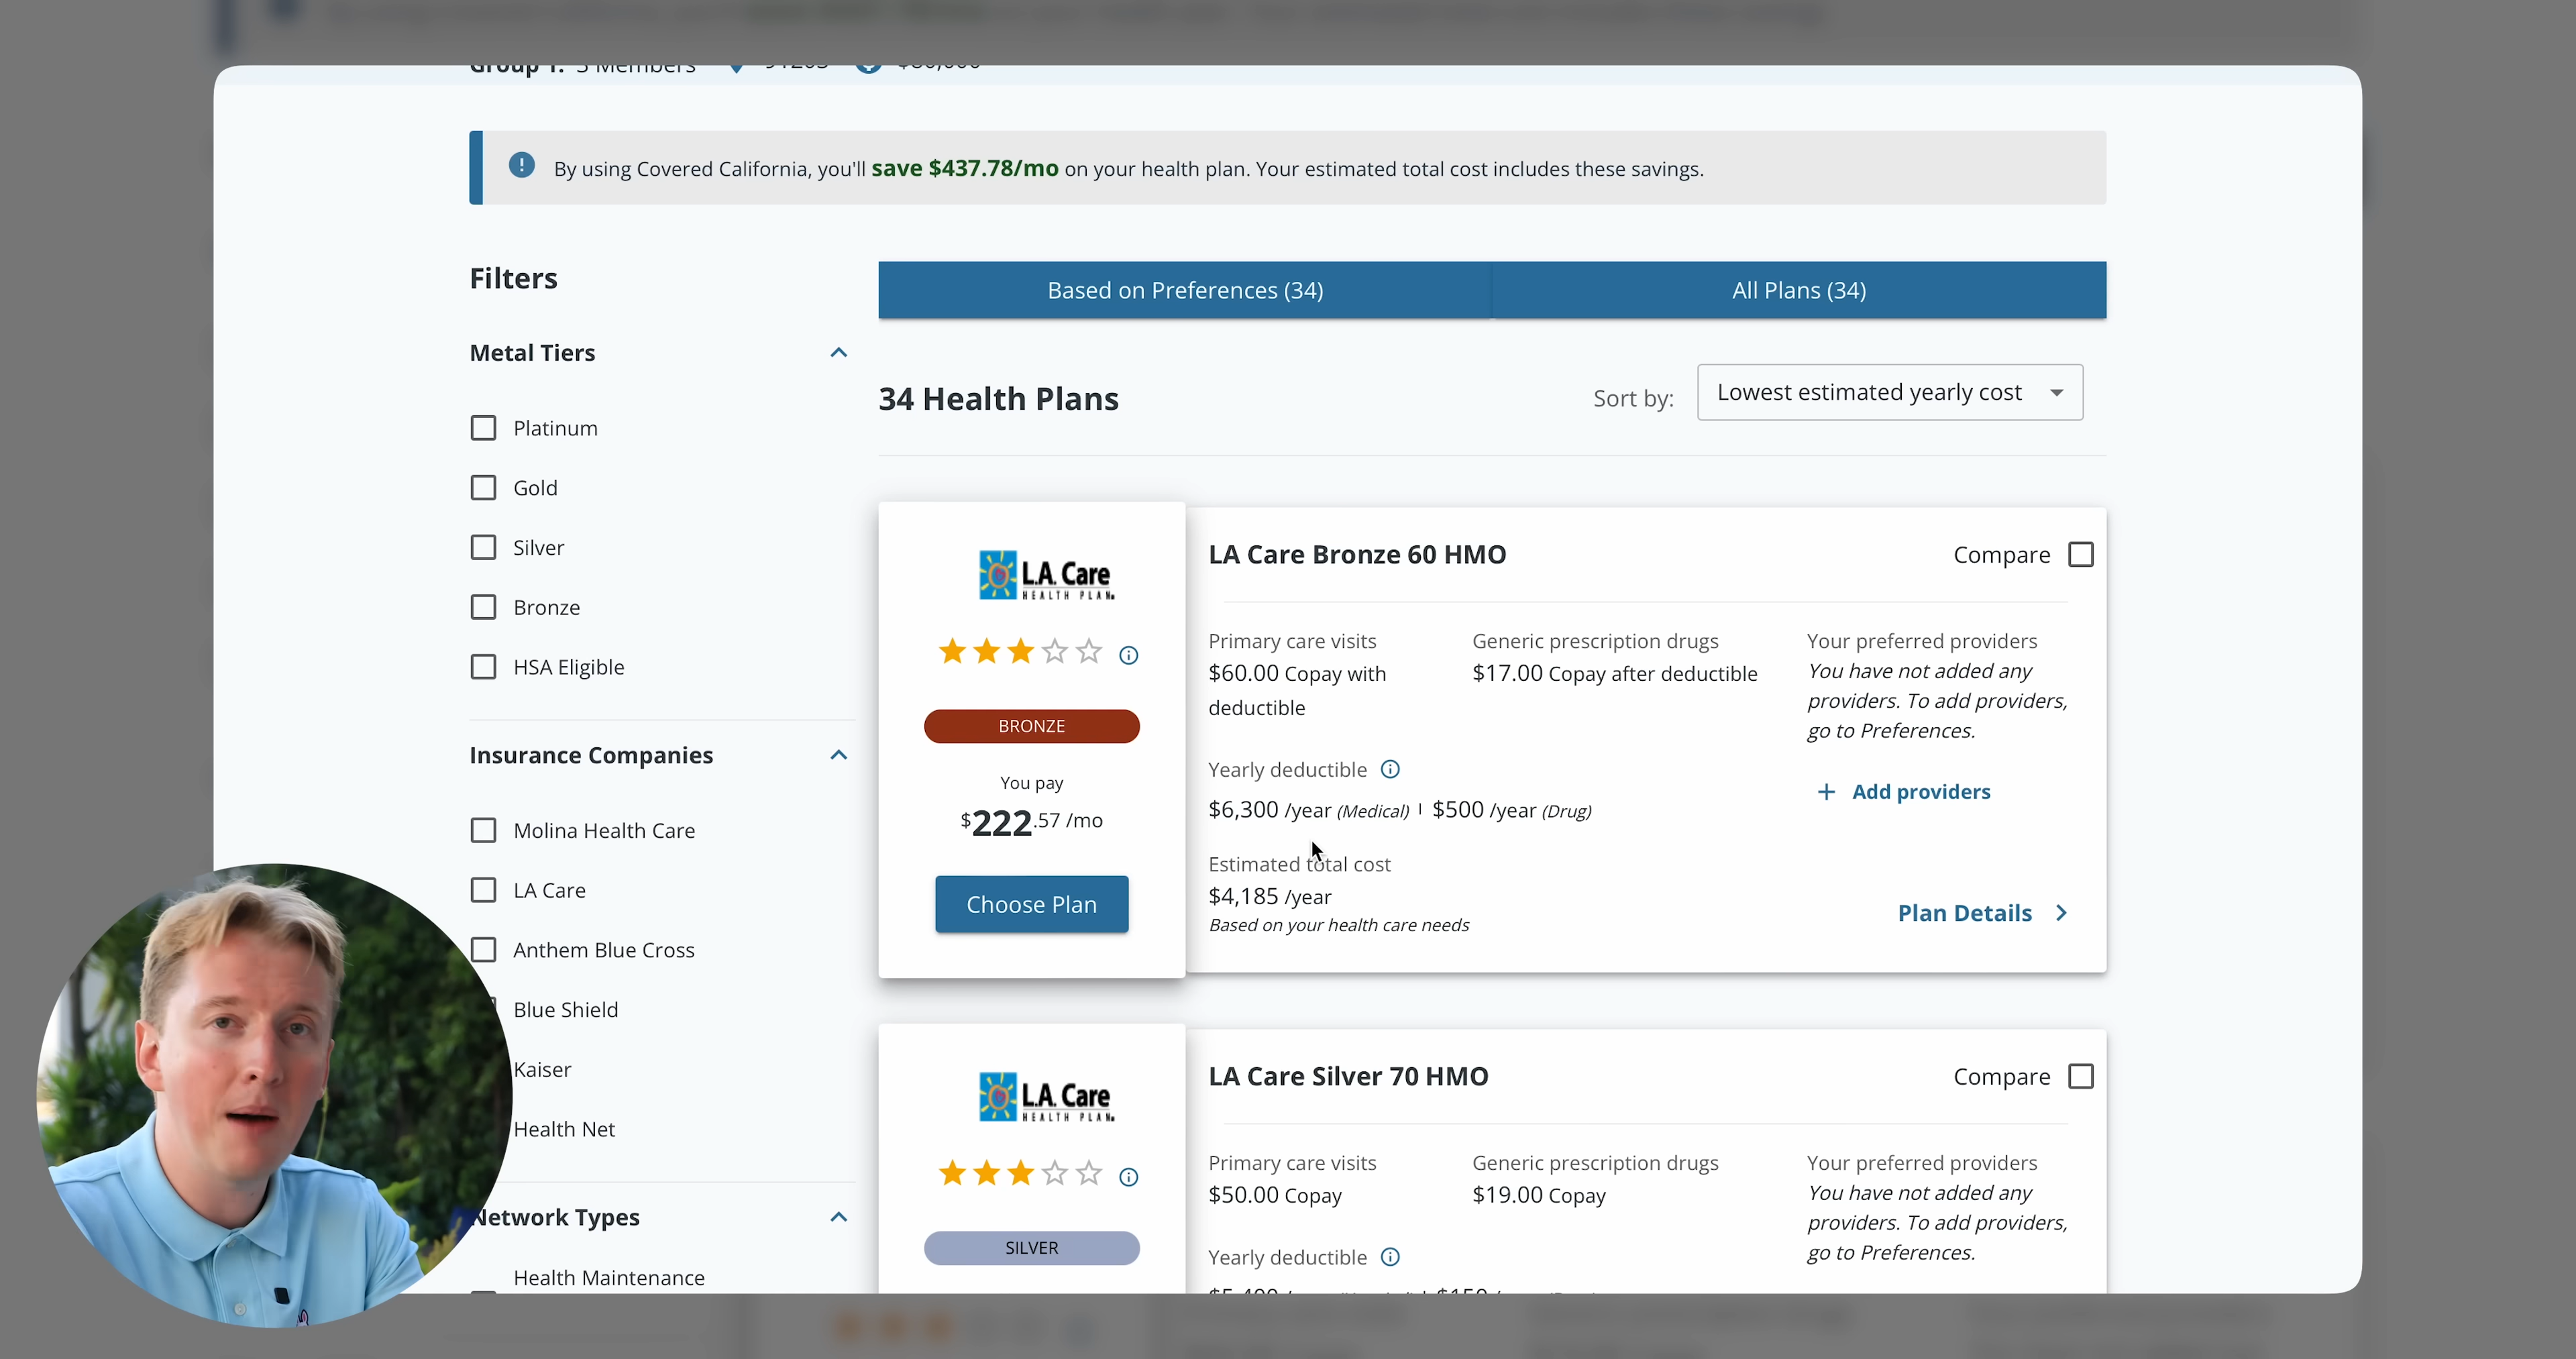 Group 1: 3 Members
By using Covered California, you'll save $437.78/mo on your health plan. Your estimated total cost includes these savings.
Filters
Metal Tiers
Platinum
Gold
Silver
Bronze
HSA Eligible
Insurance Companies
Molina Health Care
LA Care
Anthem Blue Cross
Blue Shield
Kaiser
Health Net
Network Types
Health Maintenance
Based on Preferences (34)
All Plans (34)
34 Health Plans
Sort by:
Lowest estimated yearly cost
L.A. Care
HEALTH PLAN®
BRONZE
You pay
$222.57 /mo
Choose Plan
LA Care Bronze 60 HMO
Compare
Primary care visits
$60.00 Copay with
deductible
Generic prescription drugs
$17.00 Copay after deductible
Your preferred providers
You have not added any
providers. To add providers,
go to Preferences.
+ Add providers
Yearly deductible
$6,300 /year (Medical) | $500 /year (Drug)
Estimated total cost
$4,185 /year
Based on your health care needs
Plan Details
L.A. Care
HEALTH PLAN®
SILVER
LA Care Silver 70 HMO
Compare
Primary care visits
$50.00 Copay
Generic prescription drugs
$19.00 Copay
Your preferred providers
You have not added any
providers. To add providers,
go to Preferences.
Yearly deductible